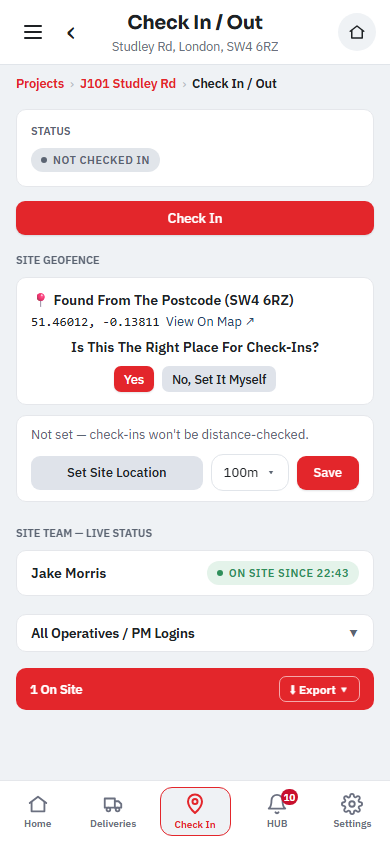 Check In / Out
Studley Rd, London, SW4 6RZ
Projects › J101 Studley Rd › Check In / Out
STATUS
NOT CHECKED IN
Check In
SITE GEOFENCE
Found From The Postcode (SW4 6RZ)
51.46012, -0.13811 View On Map ↗
Is This The Right Place For Check-Ins?
Yes No, Set It Myself
Not set — check-ins won't be distance-checked.
Set Site Location 100m Save
SITE TEAM — LIVE STATUS
Jake Morris ON SITE SINCE 22:43
All Operatives / PM Logins ▼
1 On Site ⬇ Export ▼
10
Home Deliveries Check In HUB Settings